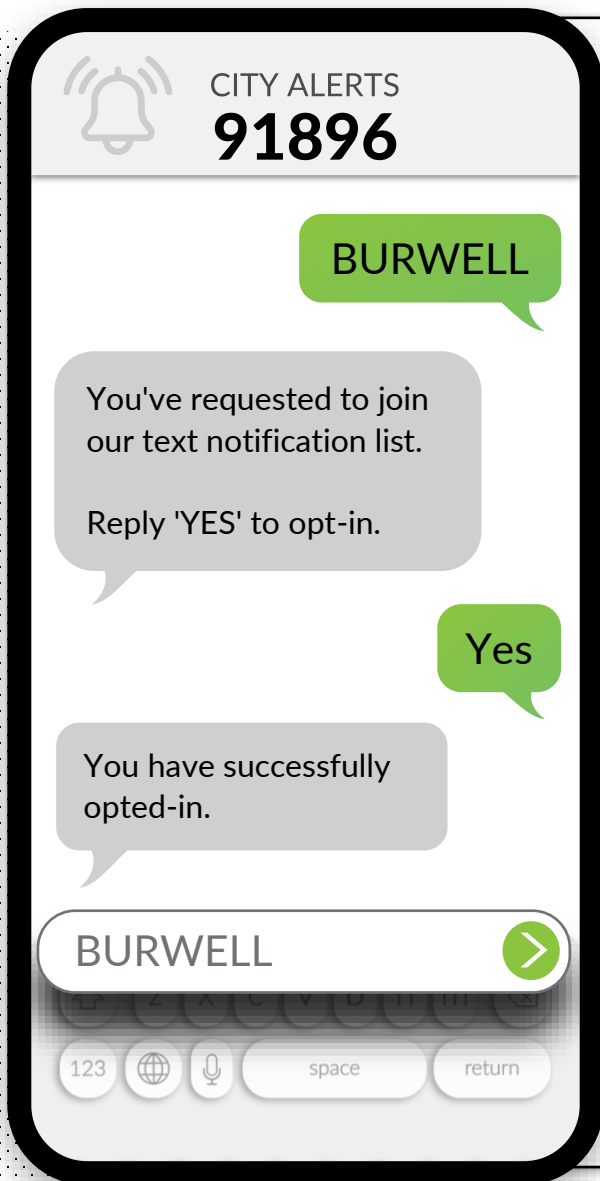 CITY ALERTS
91896
BURWELL
You've requested to join
our text notification list.
Reply 'YES' to opt-in.
Yes
You have successfully
opted-in.
BURWELL
Z X C V B n m
123 space return